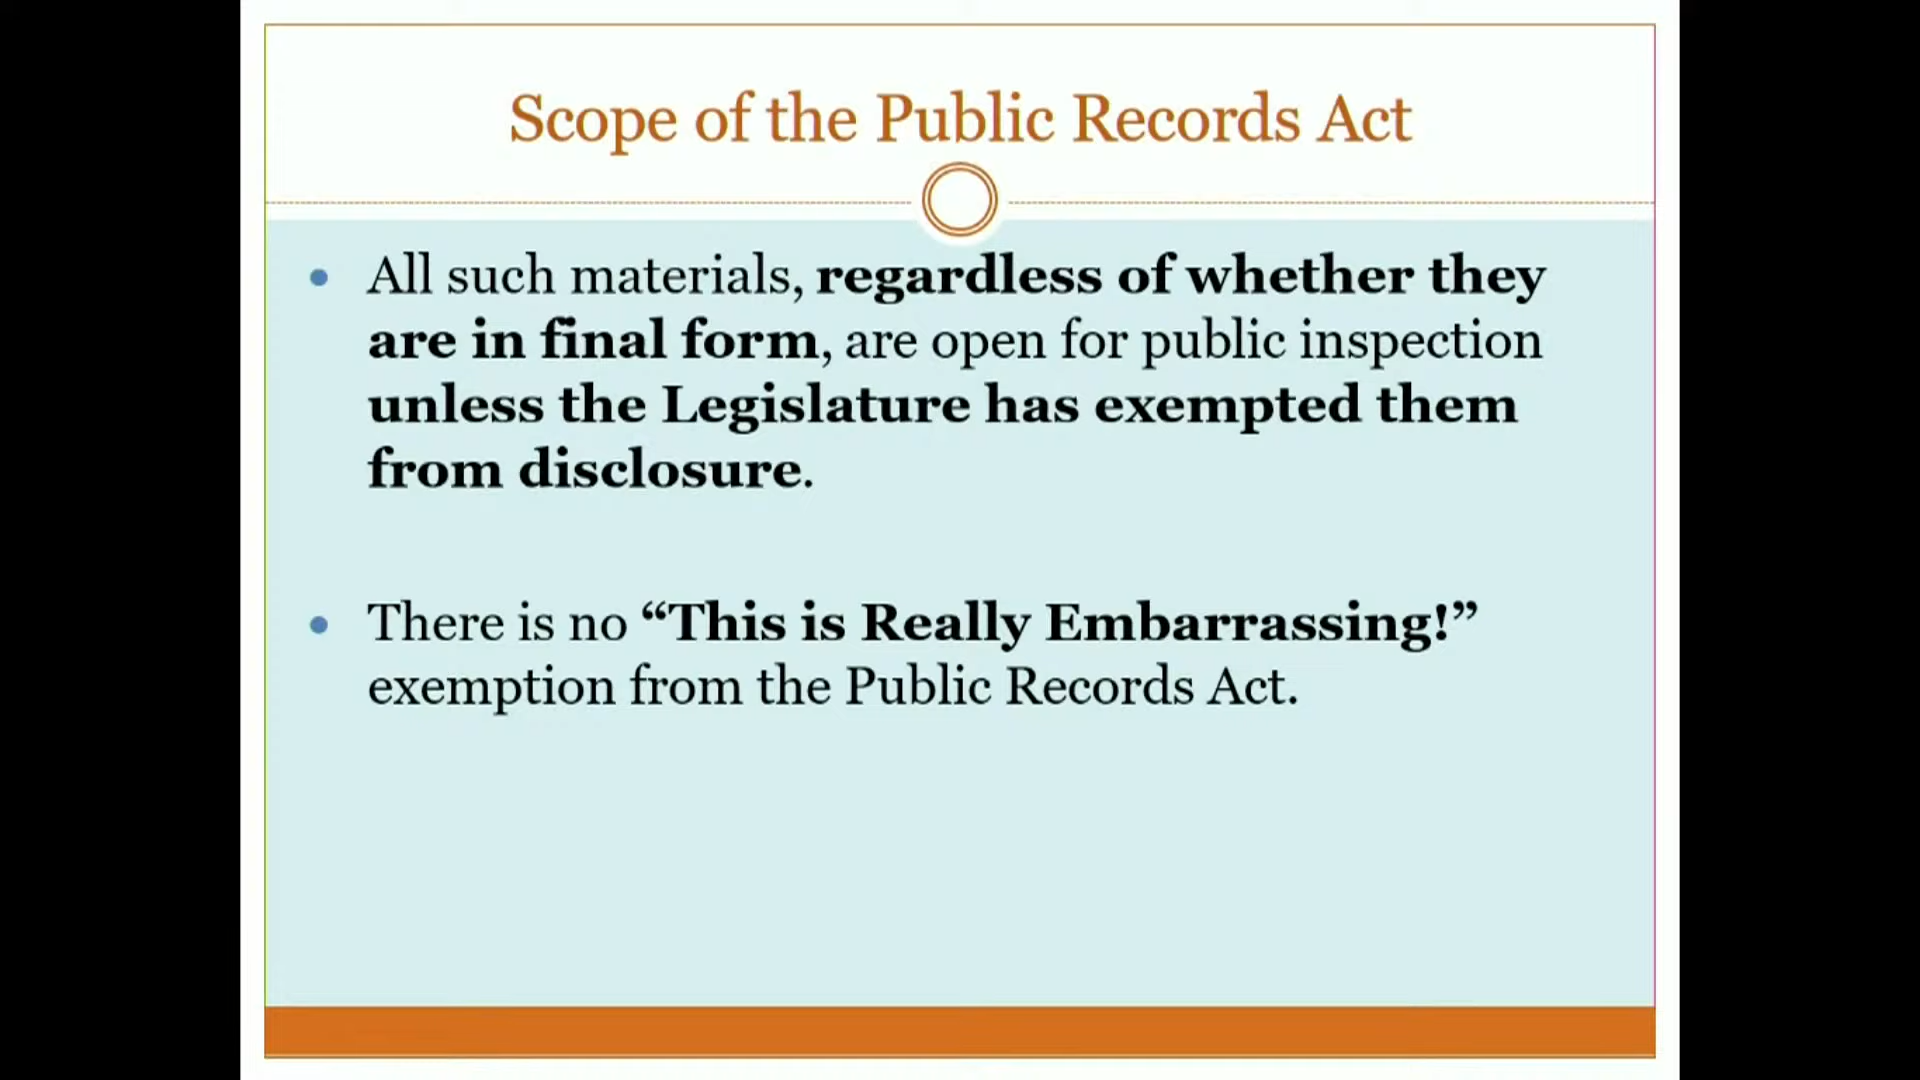 Scope of the Public Records Act
• All such materials, regardless of whether they
are in final form, are open for public inspection
unless the Legislature has exempted them
from disclosure.
• There is no “This is Really Embarrassing!”
exemption from the Public Records Act.